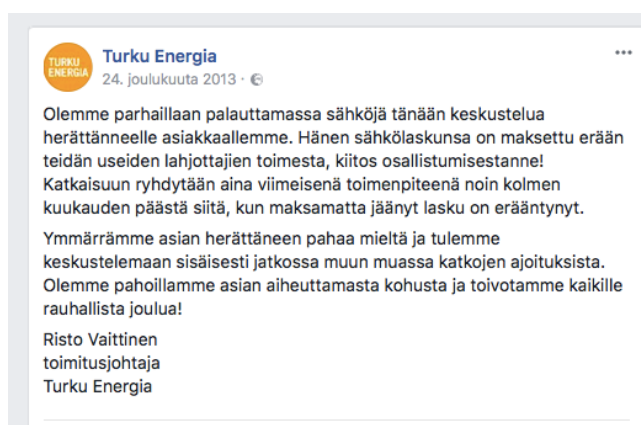 TURKU
ENERGIA
Turku Energia
24. joulukuuta 2013 ·
Olemme parhaillaan palauttamassa sähköjä tänään keskustelua
herättänneelle asiakkaallemme. Hänen sähkölaskunsa on maksettu erään
teidän useiden lahjottajien toimesta, kiitos osallistumisestanne!
Katkaisuun ryhdytään aina viimeisenä toimenpiteenä noin kolmen
kuukauden päästä siitä, kun maksamatta jäänyt lasku on erääntynyt.
Ymmärrämme asian herättäneen pahaa mieltä ja tulemme
keskustelemaan sisäisesti jatkossa muun muassa katkojen ajoituksista.
Olemme pahoillamme asian aiheuttamasta kohusta ja toivotamme kaikille
rauhallista joulua!
Risto Vaittinen
toimitusjohtaja
Turku Energia